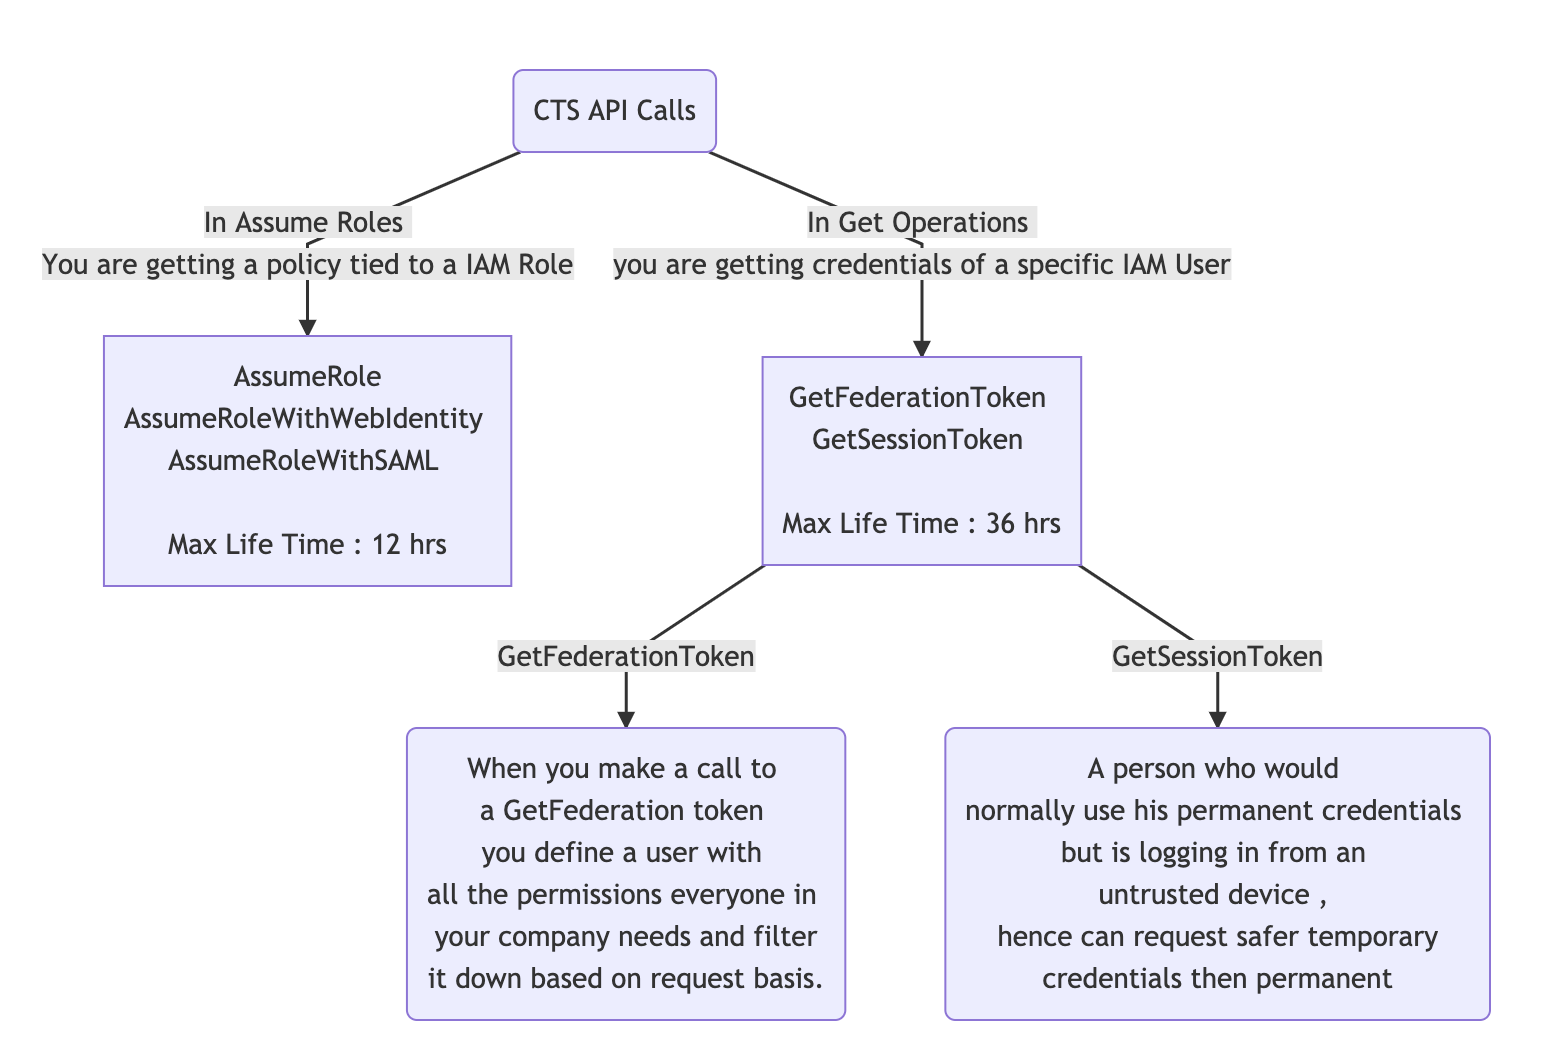 CTS API Calls
In Assume Roles
You are getting a policy tied to a IAM Role
In Get Operations
you are getting credentials of a specific IAM User
AssumeRole
AssumeRoleWithWebIdentity
AssumeRoleWithSAML
Max Life Time : 12 hrs
GetFederationToken
GetSessionToken
Max Life Time : 36 hrs
GetFederationToken
GetSessionToken
When you make a call to
a GetFederation token
you define a user with
all the permissions everyone in
your company needs and filter
it down based on request basis.
A person who would
normally use his permanent credentials
but is logging in from an
untrusted device ,
hence can request safer temporary
credentials then permanent